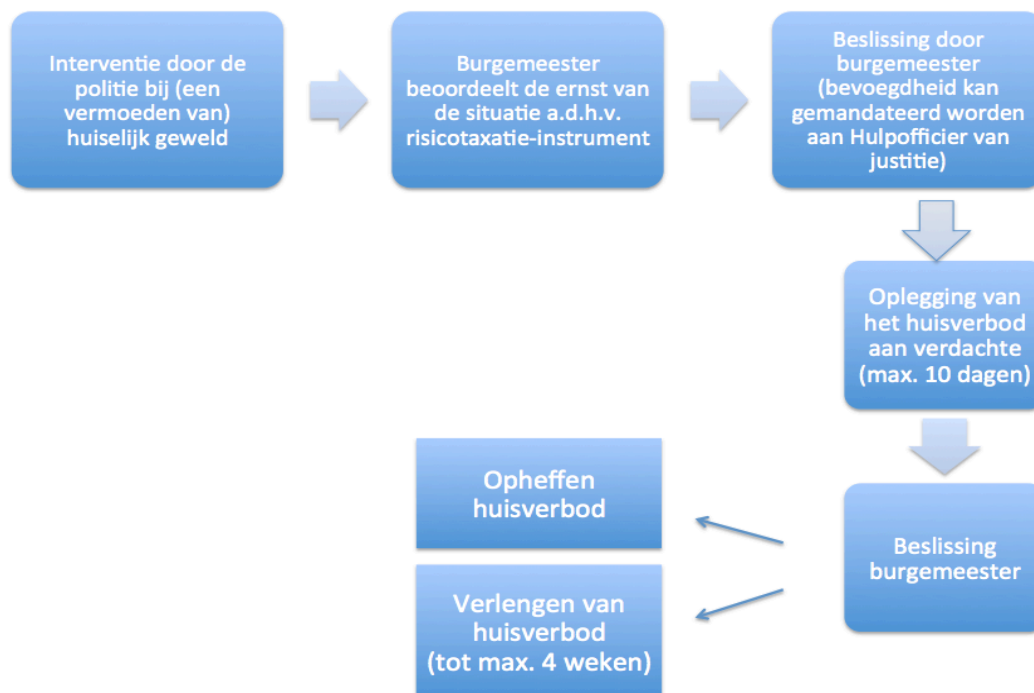 Interventie door de
politie bij (een
vermoeden van)
huiselijk geweld
Burgemeester
beoordeelt de ernst van
de situatie a.d.h.v.
risicotaxatie-instrument
Beslissing door
burgemeester
(bevoegdheid kan
gemandateerd worden
aan Hulpofficier van
justitie)
Oplegging van
het huisverbod
aan verdachte
(max. 10 dagen)
Beslissing
burgemeester
Opheffen
huisverbod
Verlengen van
huisverbod
(tot max. 4 weken)